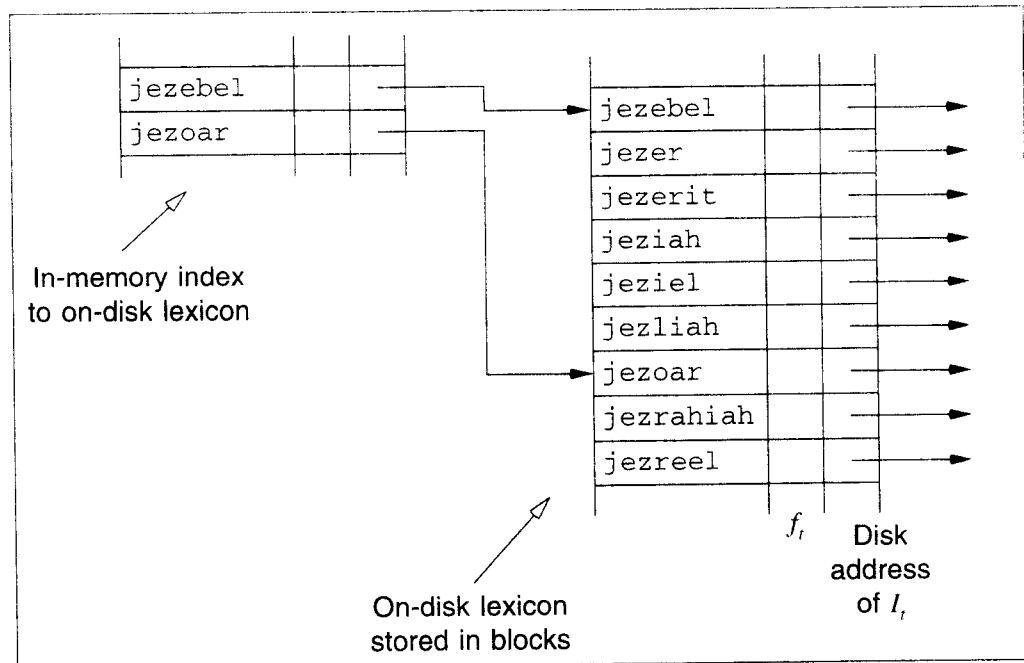 jezebel
jezoar
In-memory index
to on-disk lexicon
jezebel
jezer
jezerit
jeziah
jeziel
jezliah
jezoar
jezrahiah
jezreel
f_t
Disk
address
of I_t
On-disk lexicon
stored in blocks